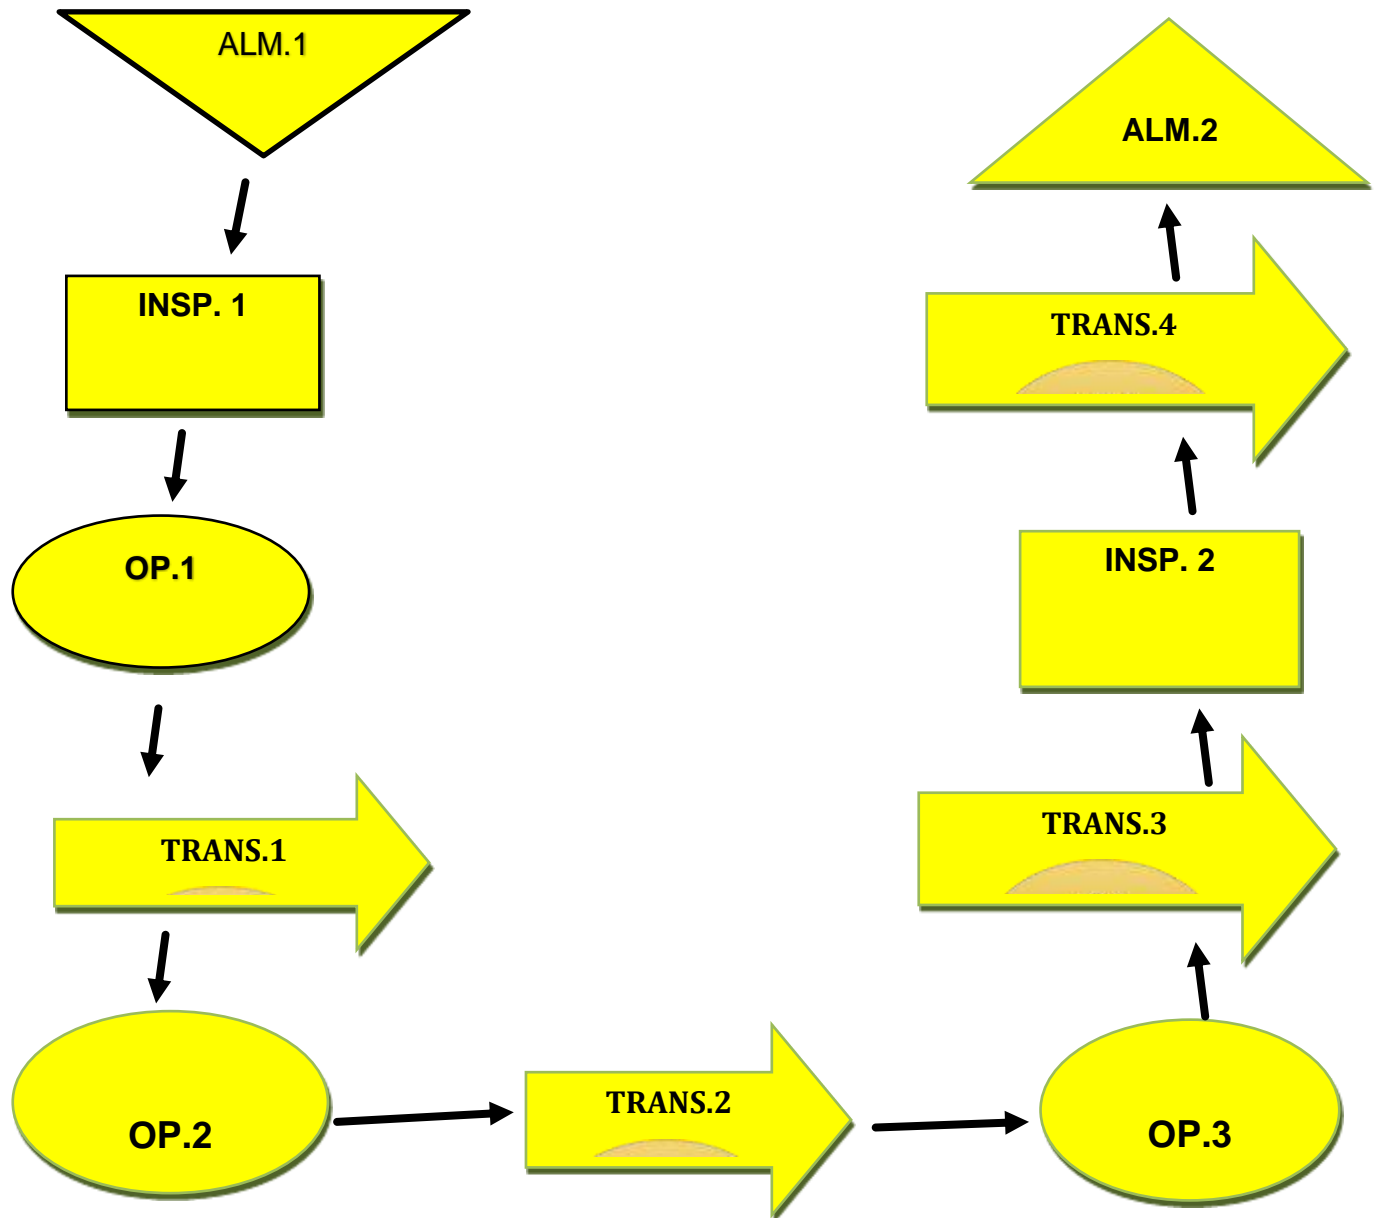 ALM.1
INSP. 1
OP.1
TRANS.1
OP.2
TRANS.2
OP.3
TRANS.3
INSP. 2
TRANS.4
ALM.2